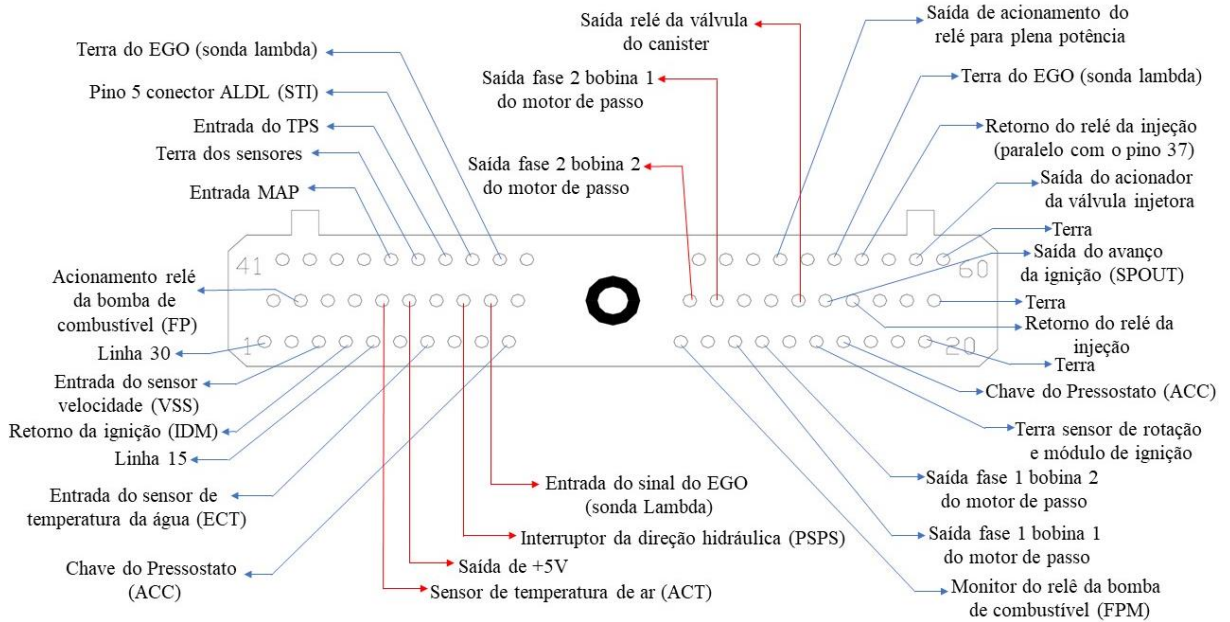 Terra do EGO (sonda lambda)
Pino 5 conector ALDL (STI)
Entrada do TPS
Terra dos sensores
Entrada MAP
Saída relé da válvula
do canister
Saída fase 2 bobina 1
do motor de passo
Saída fase 2 bobina 2
do motor de passo
Saída de acionamento do
relé para plena potência
Terra do EGO (sonda lambda)
Retorno do relé da injeção
(paralelo com o pino 37)
Saída do acionador
da válvula injetora
Terra
Saída do avanço
da ignição (SPOUT)
Terra
Retorno do relé da
injeção
Terra
41
60
1
20
Acionamento relé
da bomba de
combustível (FP)
Linha 30
Entrada do sensor
velocidade (VSS)
Retorno da ignição (IDM)
Linha 15
Entrada do sensor de
temperatura da água (ECT)
Chave do Pressostato
(ACC)
Entrada do sinal do EGO
(sonda Lambda)
Interruptor da direção hidráulica (PSPS)
Saída de +5V
Sensor de temperatura de ar (ACT)
Chave do Pressostato (ACC)
Terra sensor de rotação
e módulo de ignição
Saída fase 1 bobina 2
do motor de passo
Saída fase 1 bobina 1
do motor de passo
Monitor do relê da bomba
de combustível (FPM)